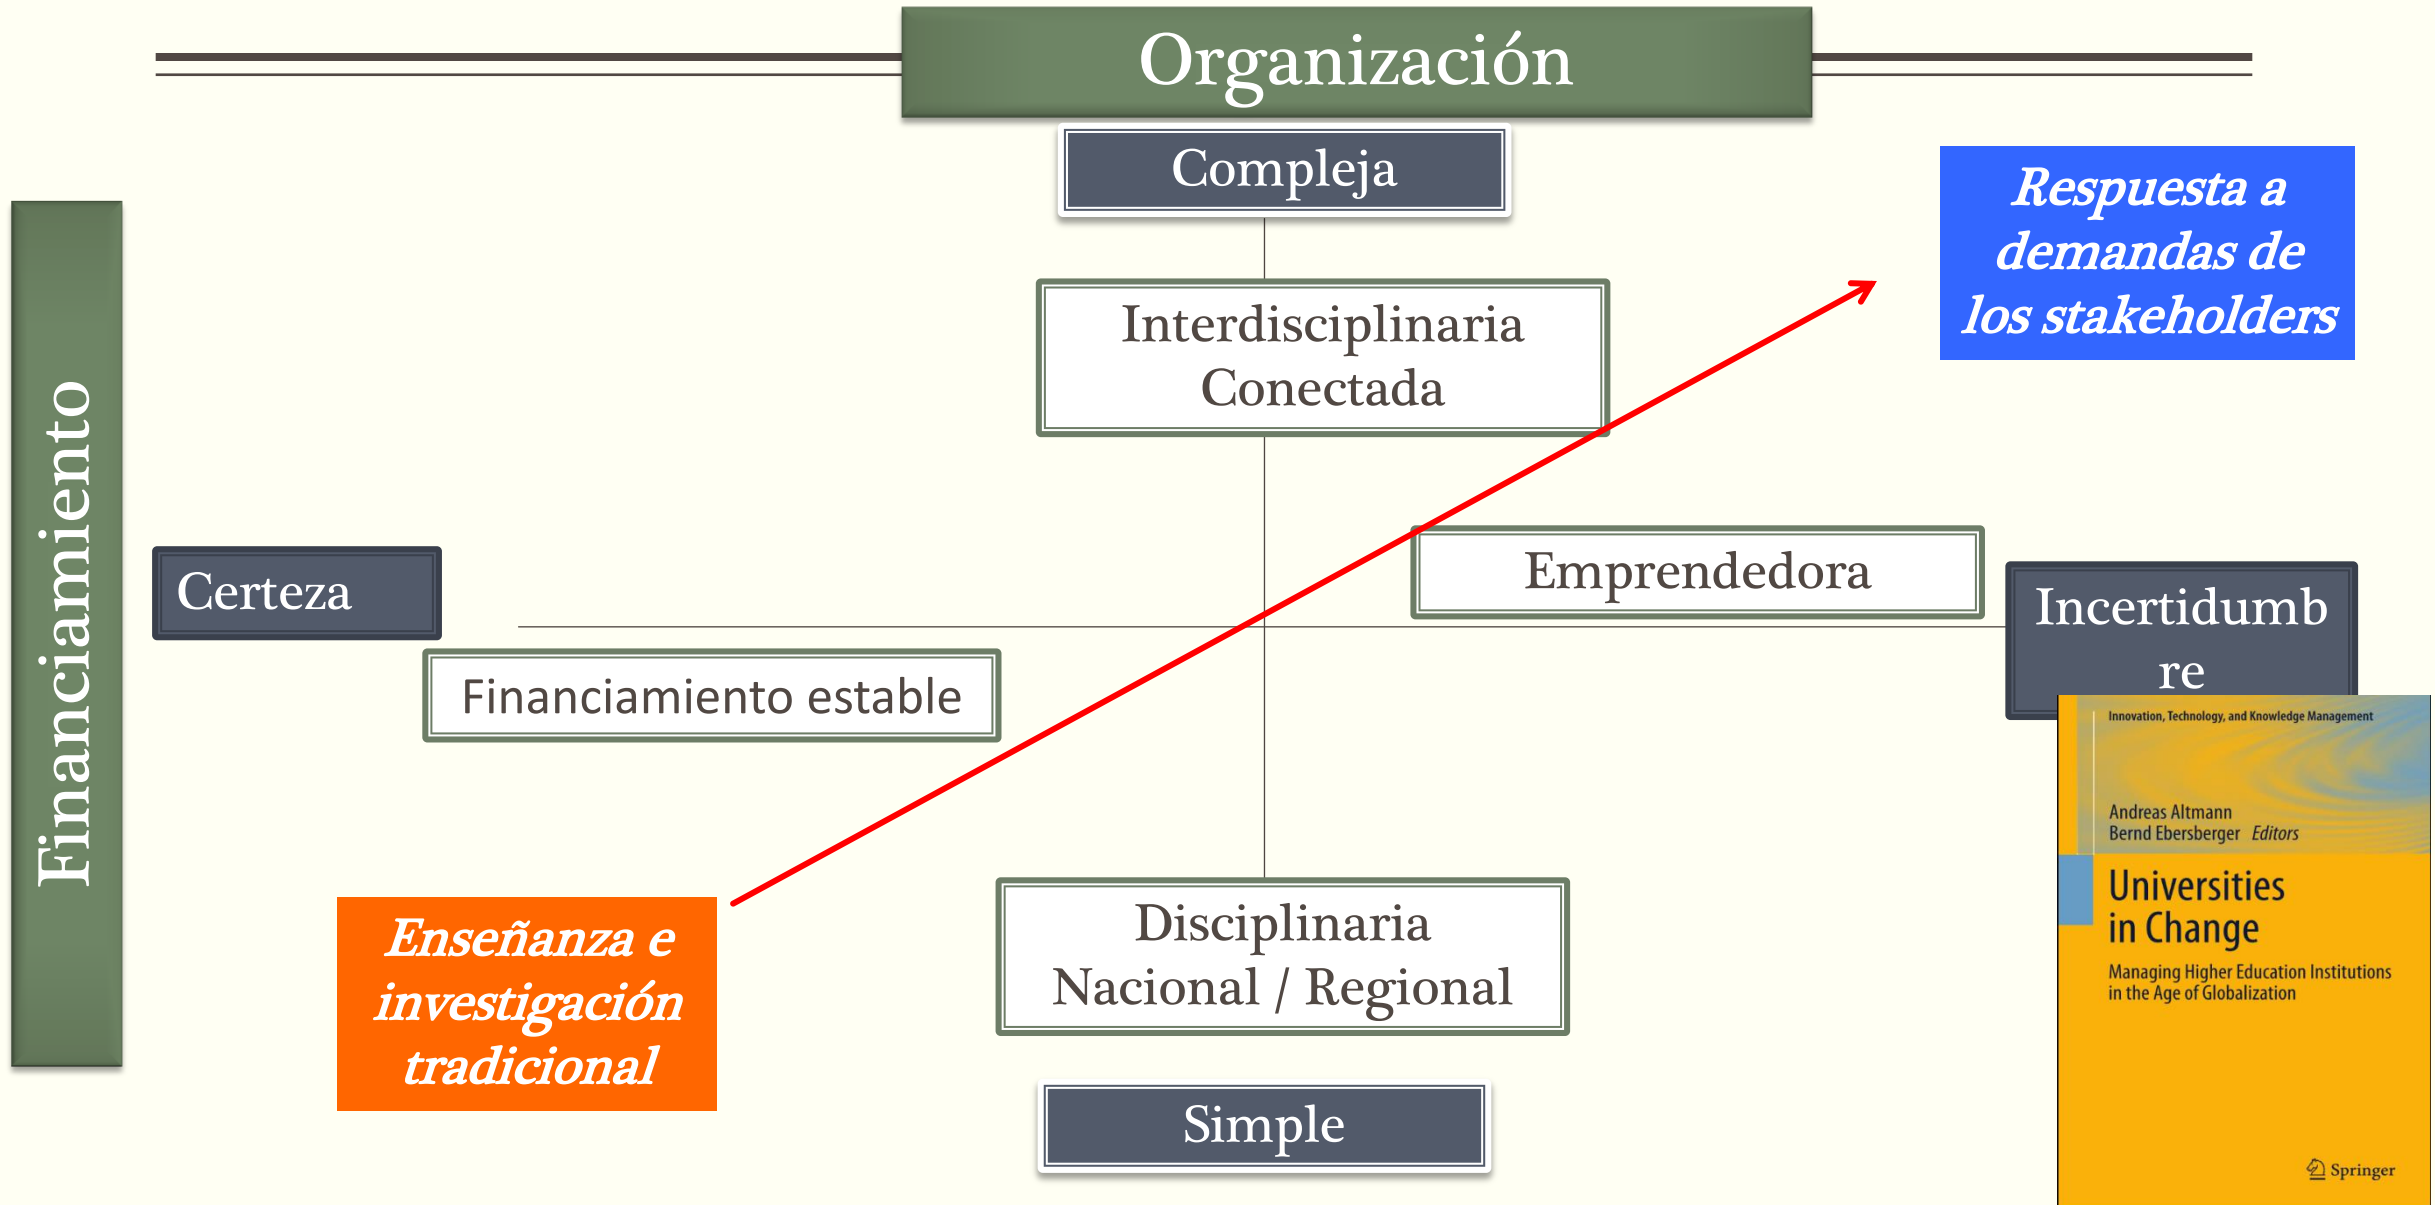 Organización
Compleja
Respuesta a
demandas de
los stakeholders
Financiamiento
Interdisciplinaria
Conectada
Emprendedora
Certeza
Incertidumb
re
Financiamiento estable
Enseñanza e
investigación
tradicional
Disciplinaria
Nacional / Regional
Simple
Innovation, Technology, and Knowledge Management
Andreas Altmann
Bernd Ebersberger Editors
Universities
in Change
Managing Higher Education Institutions
in the Age of Globalization
Springer